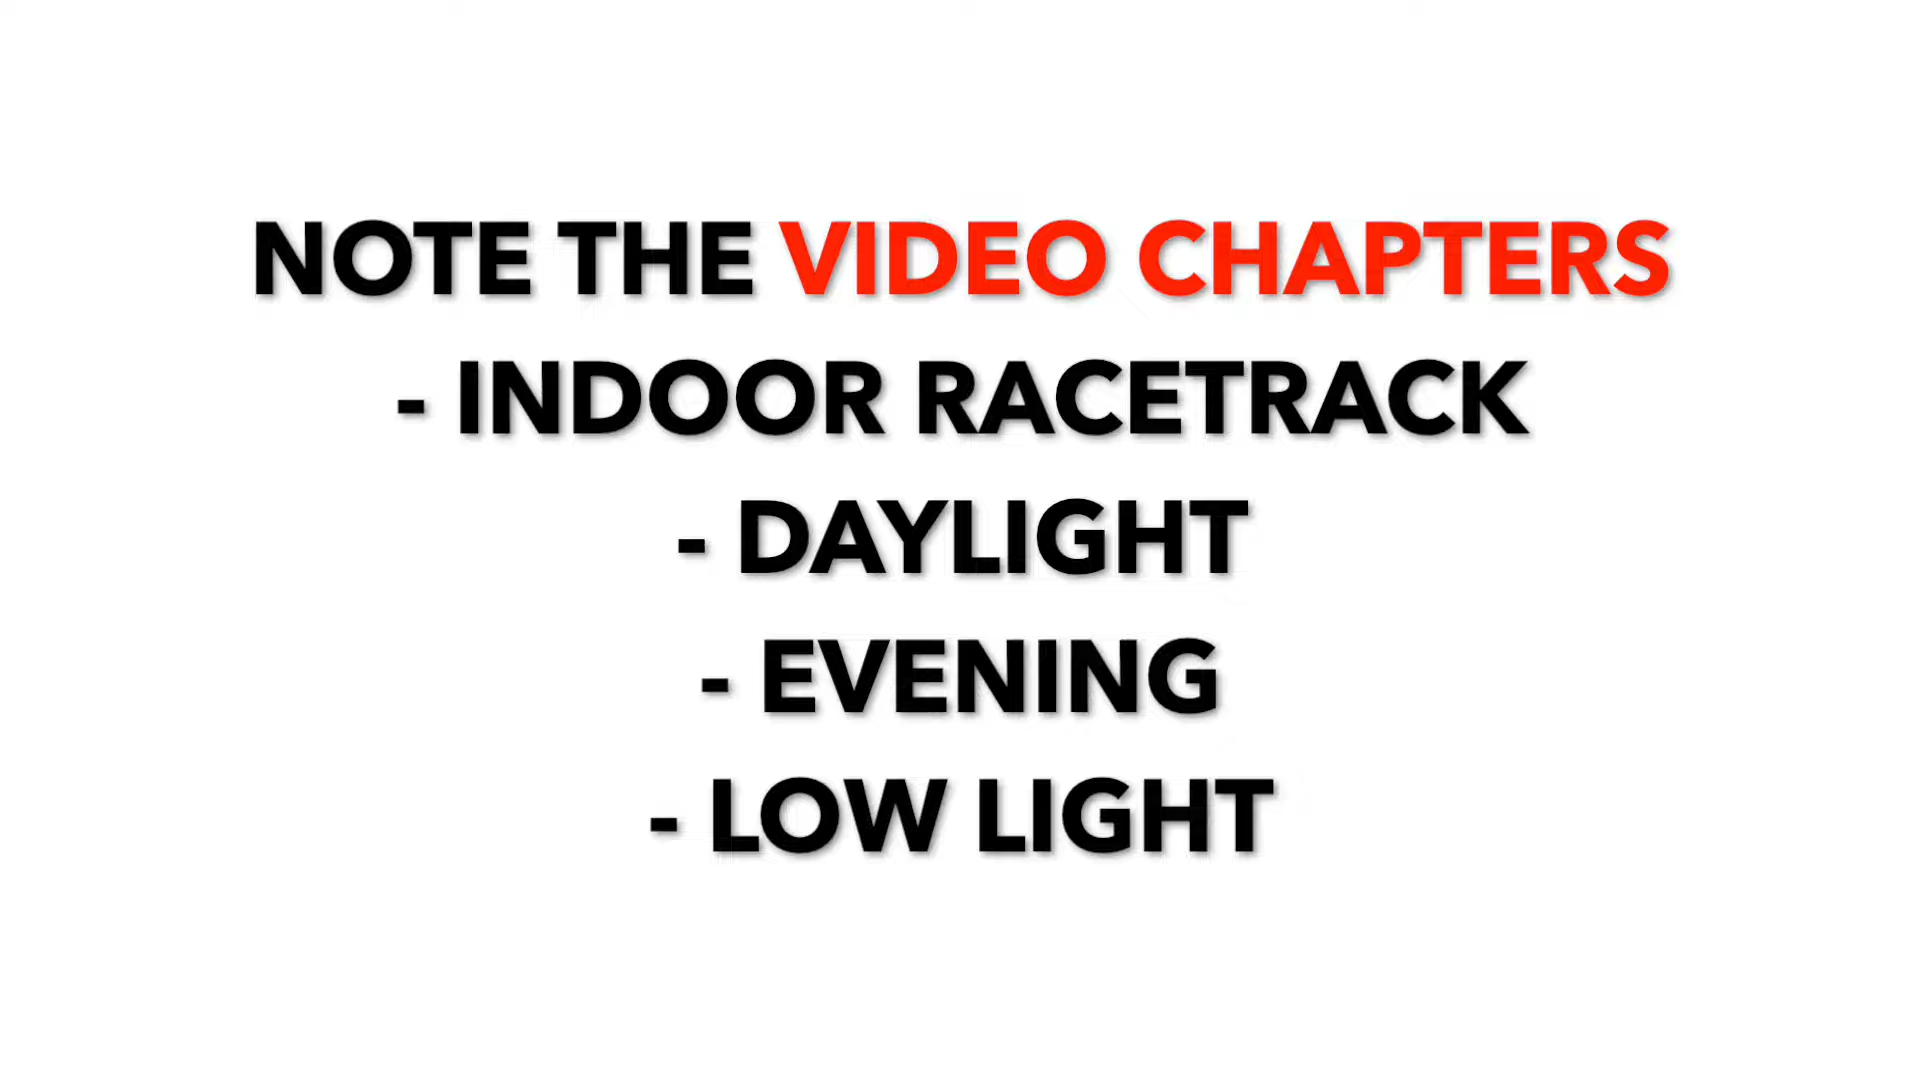 NOTE THE VIDEO CHAPTERS
- INDOOR RACETRACK
- DAYLIGHT
- EVENING
- LOW LIGHT